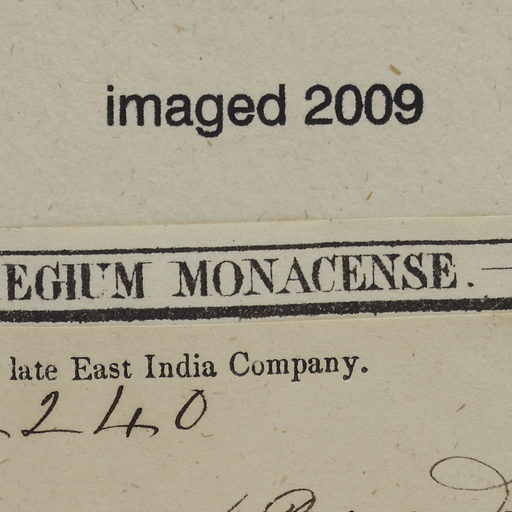 imaged 2009
EGIUM MONACENSE.
late East India Company.
240